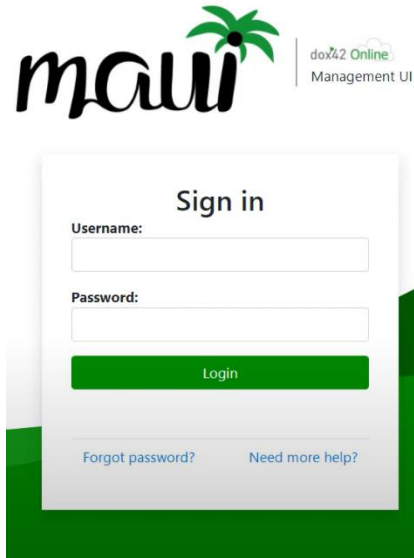 maui
dox42 Online
Management UI
Sign in
Username:
Password:
Login
Forgot password?
Need more help?